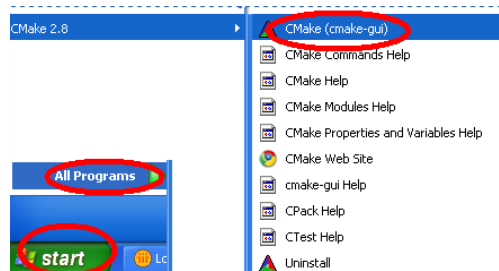 CMake 2.8
CMake (cmake-gui)
CMake Commands Help
CMake Help
CMake Modules Help
CMake Properties and Variables Help
CMake Web Site
cmake-gui Help
CPack Help
CTest Help
Uninstall
All Programs
start
Lo